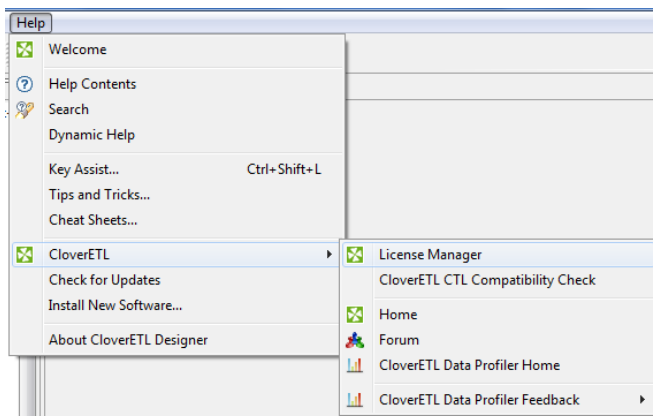 Help
Welcome
Help Contents
Search
Dynamic Help
Key Assist... Ctrl+Shift+L
Tips and Tricks...
Cheat Sheets...
CloverETL
Check for Updates
Install New Software...
About CloverETL Designer
License Manager
CloverETL CTL Compatibility Check
Home
Forum
CloverETL Data Profiler Home
CloverETL Data Profiler Feedback